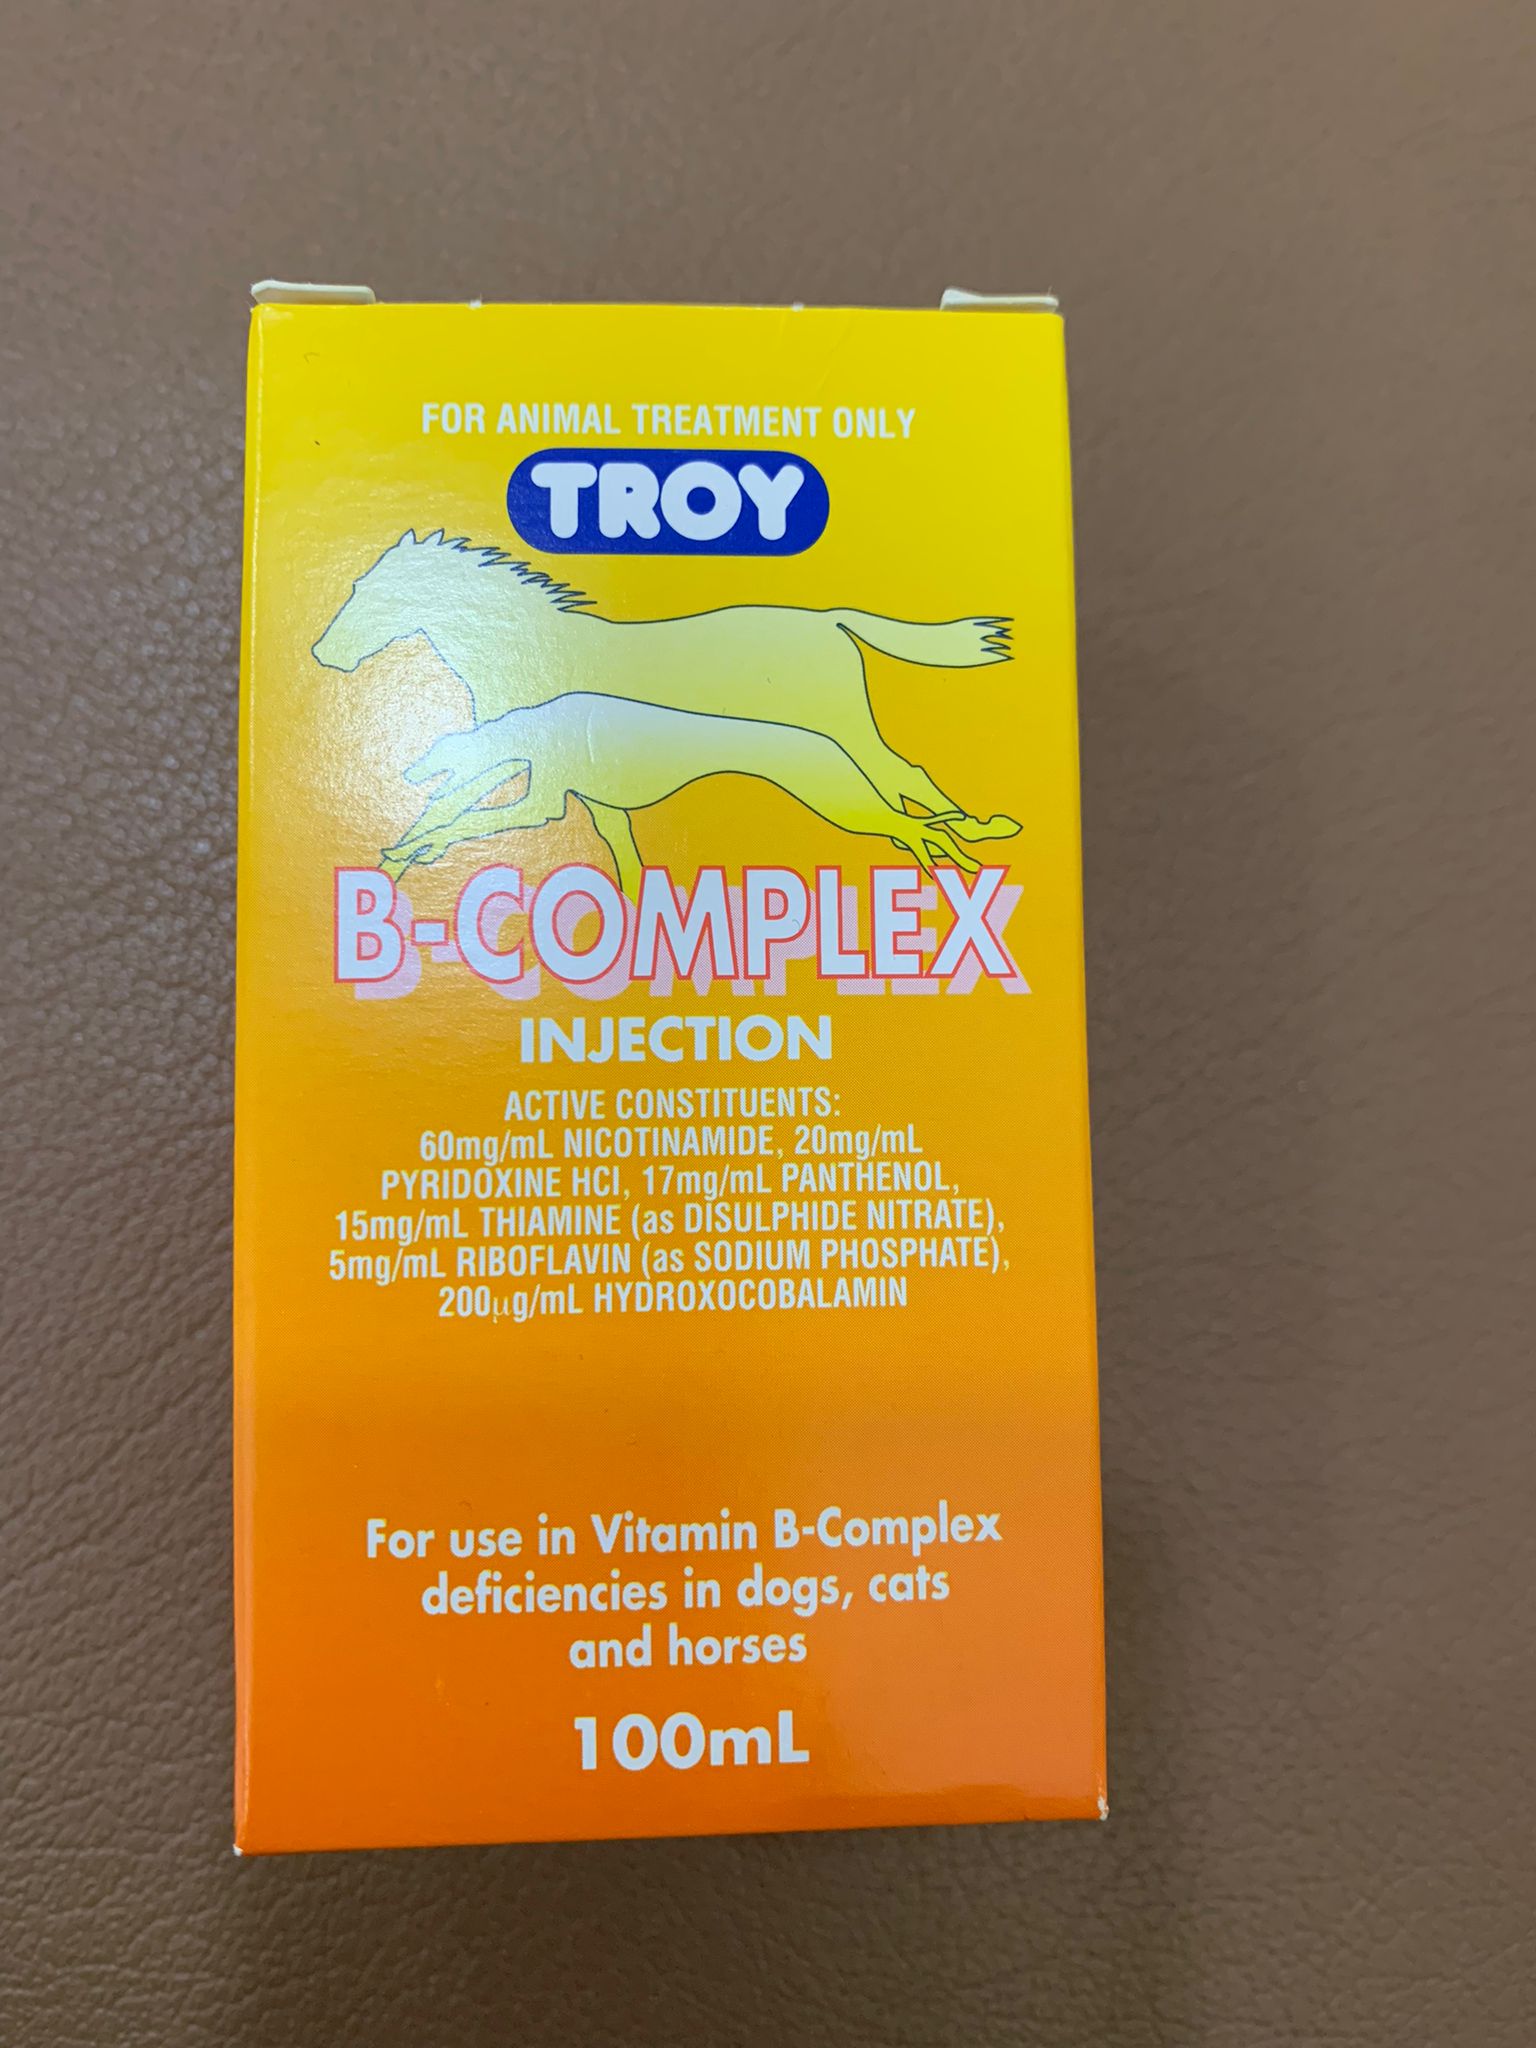 FOR ANIMAL TREATMENT ONLY
TROY
B-COMPLEX
INJECTION
ACTIVE CONSTITUENTS:
60mg/mL NICOTINAMIDE, 20mg/mL
PYRIDOXINE HCl, 17mg/mL PANTHENOL,
15mg/mL THIAMINE (as DISULPHIDE NITRATE),
5mg/mL RIBOFLAVIN (as SODIUM PHOSPHATE),
200µg/mL HYDROXOCOBALAMIN
For use in Vitamin B-Complex
deficiencies in dogs, cats
and horses
100mL